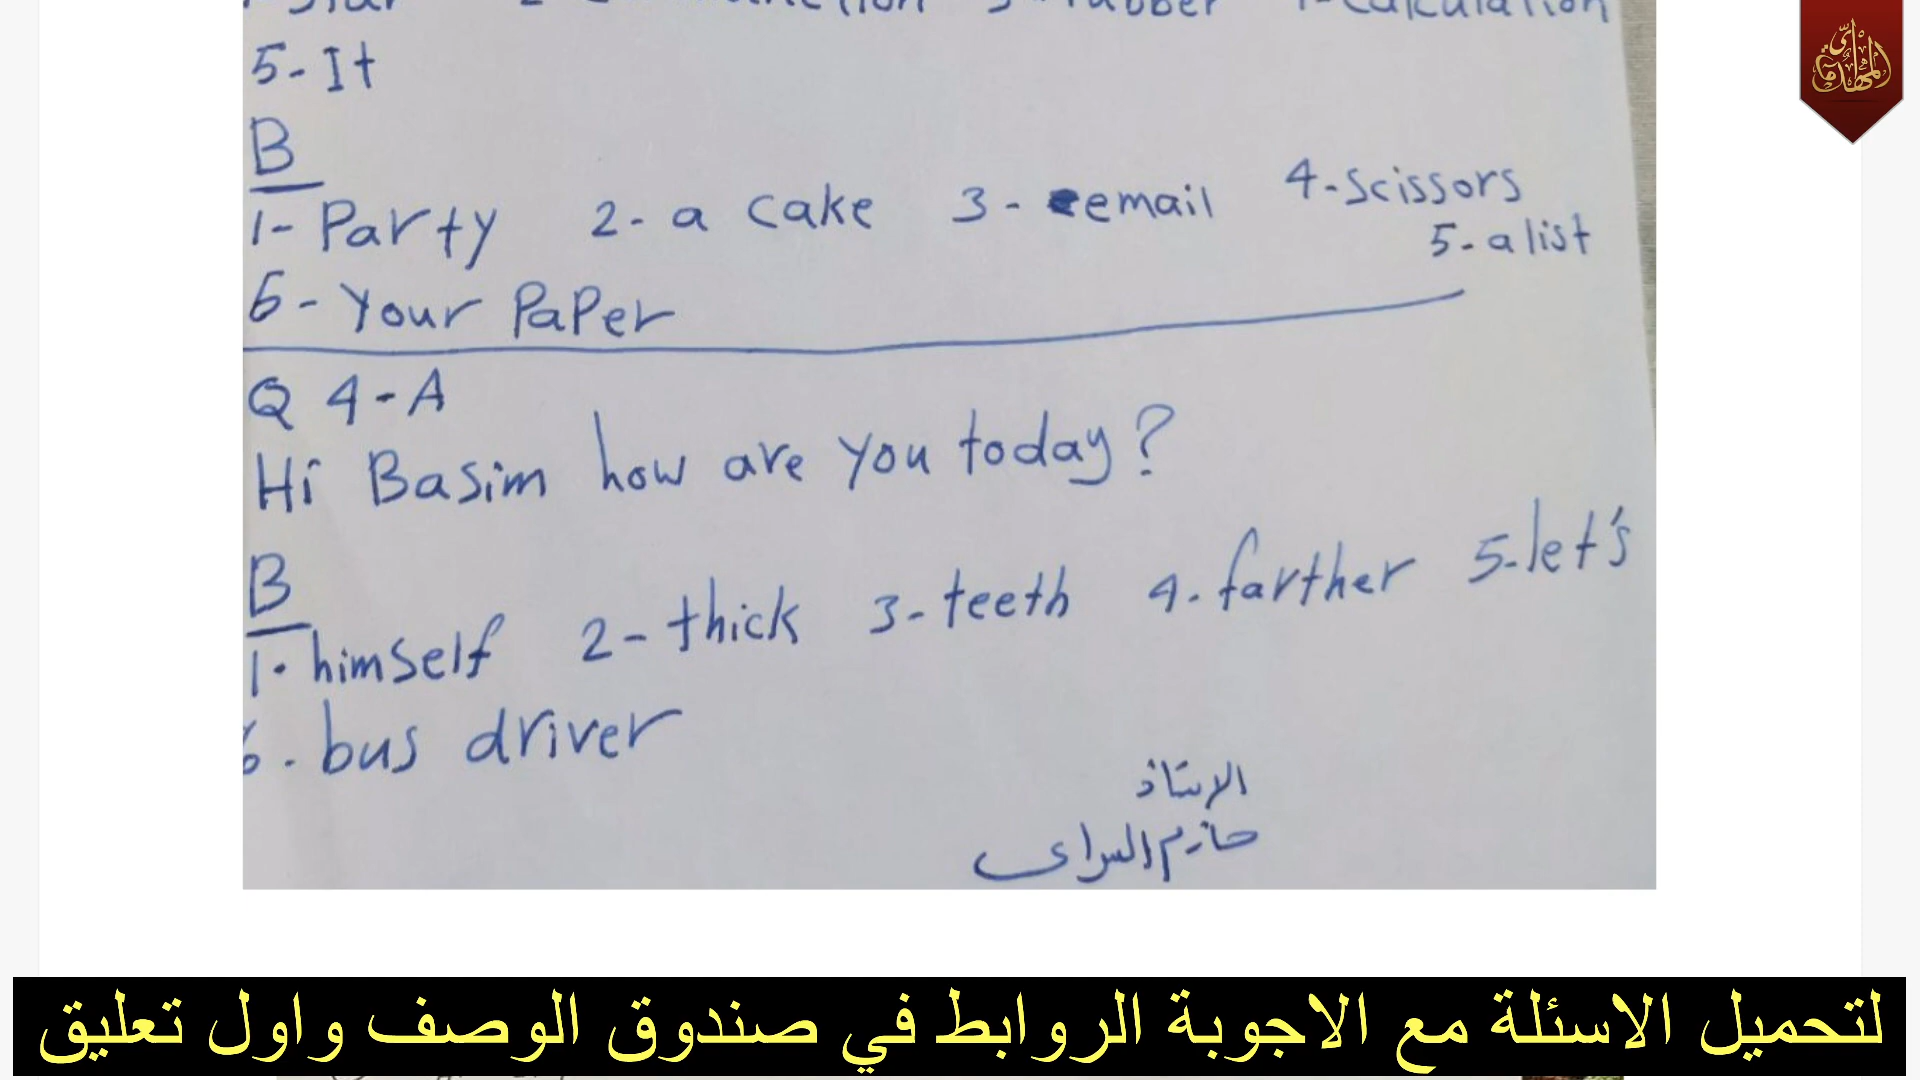 rubber
calculation
5- It
B
1- Party 2- a cake 3- email 4- scissors
5- a list
6- Your Paper
Q 4-A
Hi Basim how are you today?
B
1. himself 2- thick 3- teeth 4. farther 5. let's
6. bus driver
الاستاذ
حازم
لتحميل الاسئلة مع الاجوبة الروابط في صندوق الوصف واول تعليق